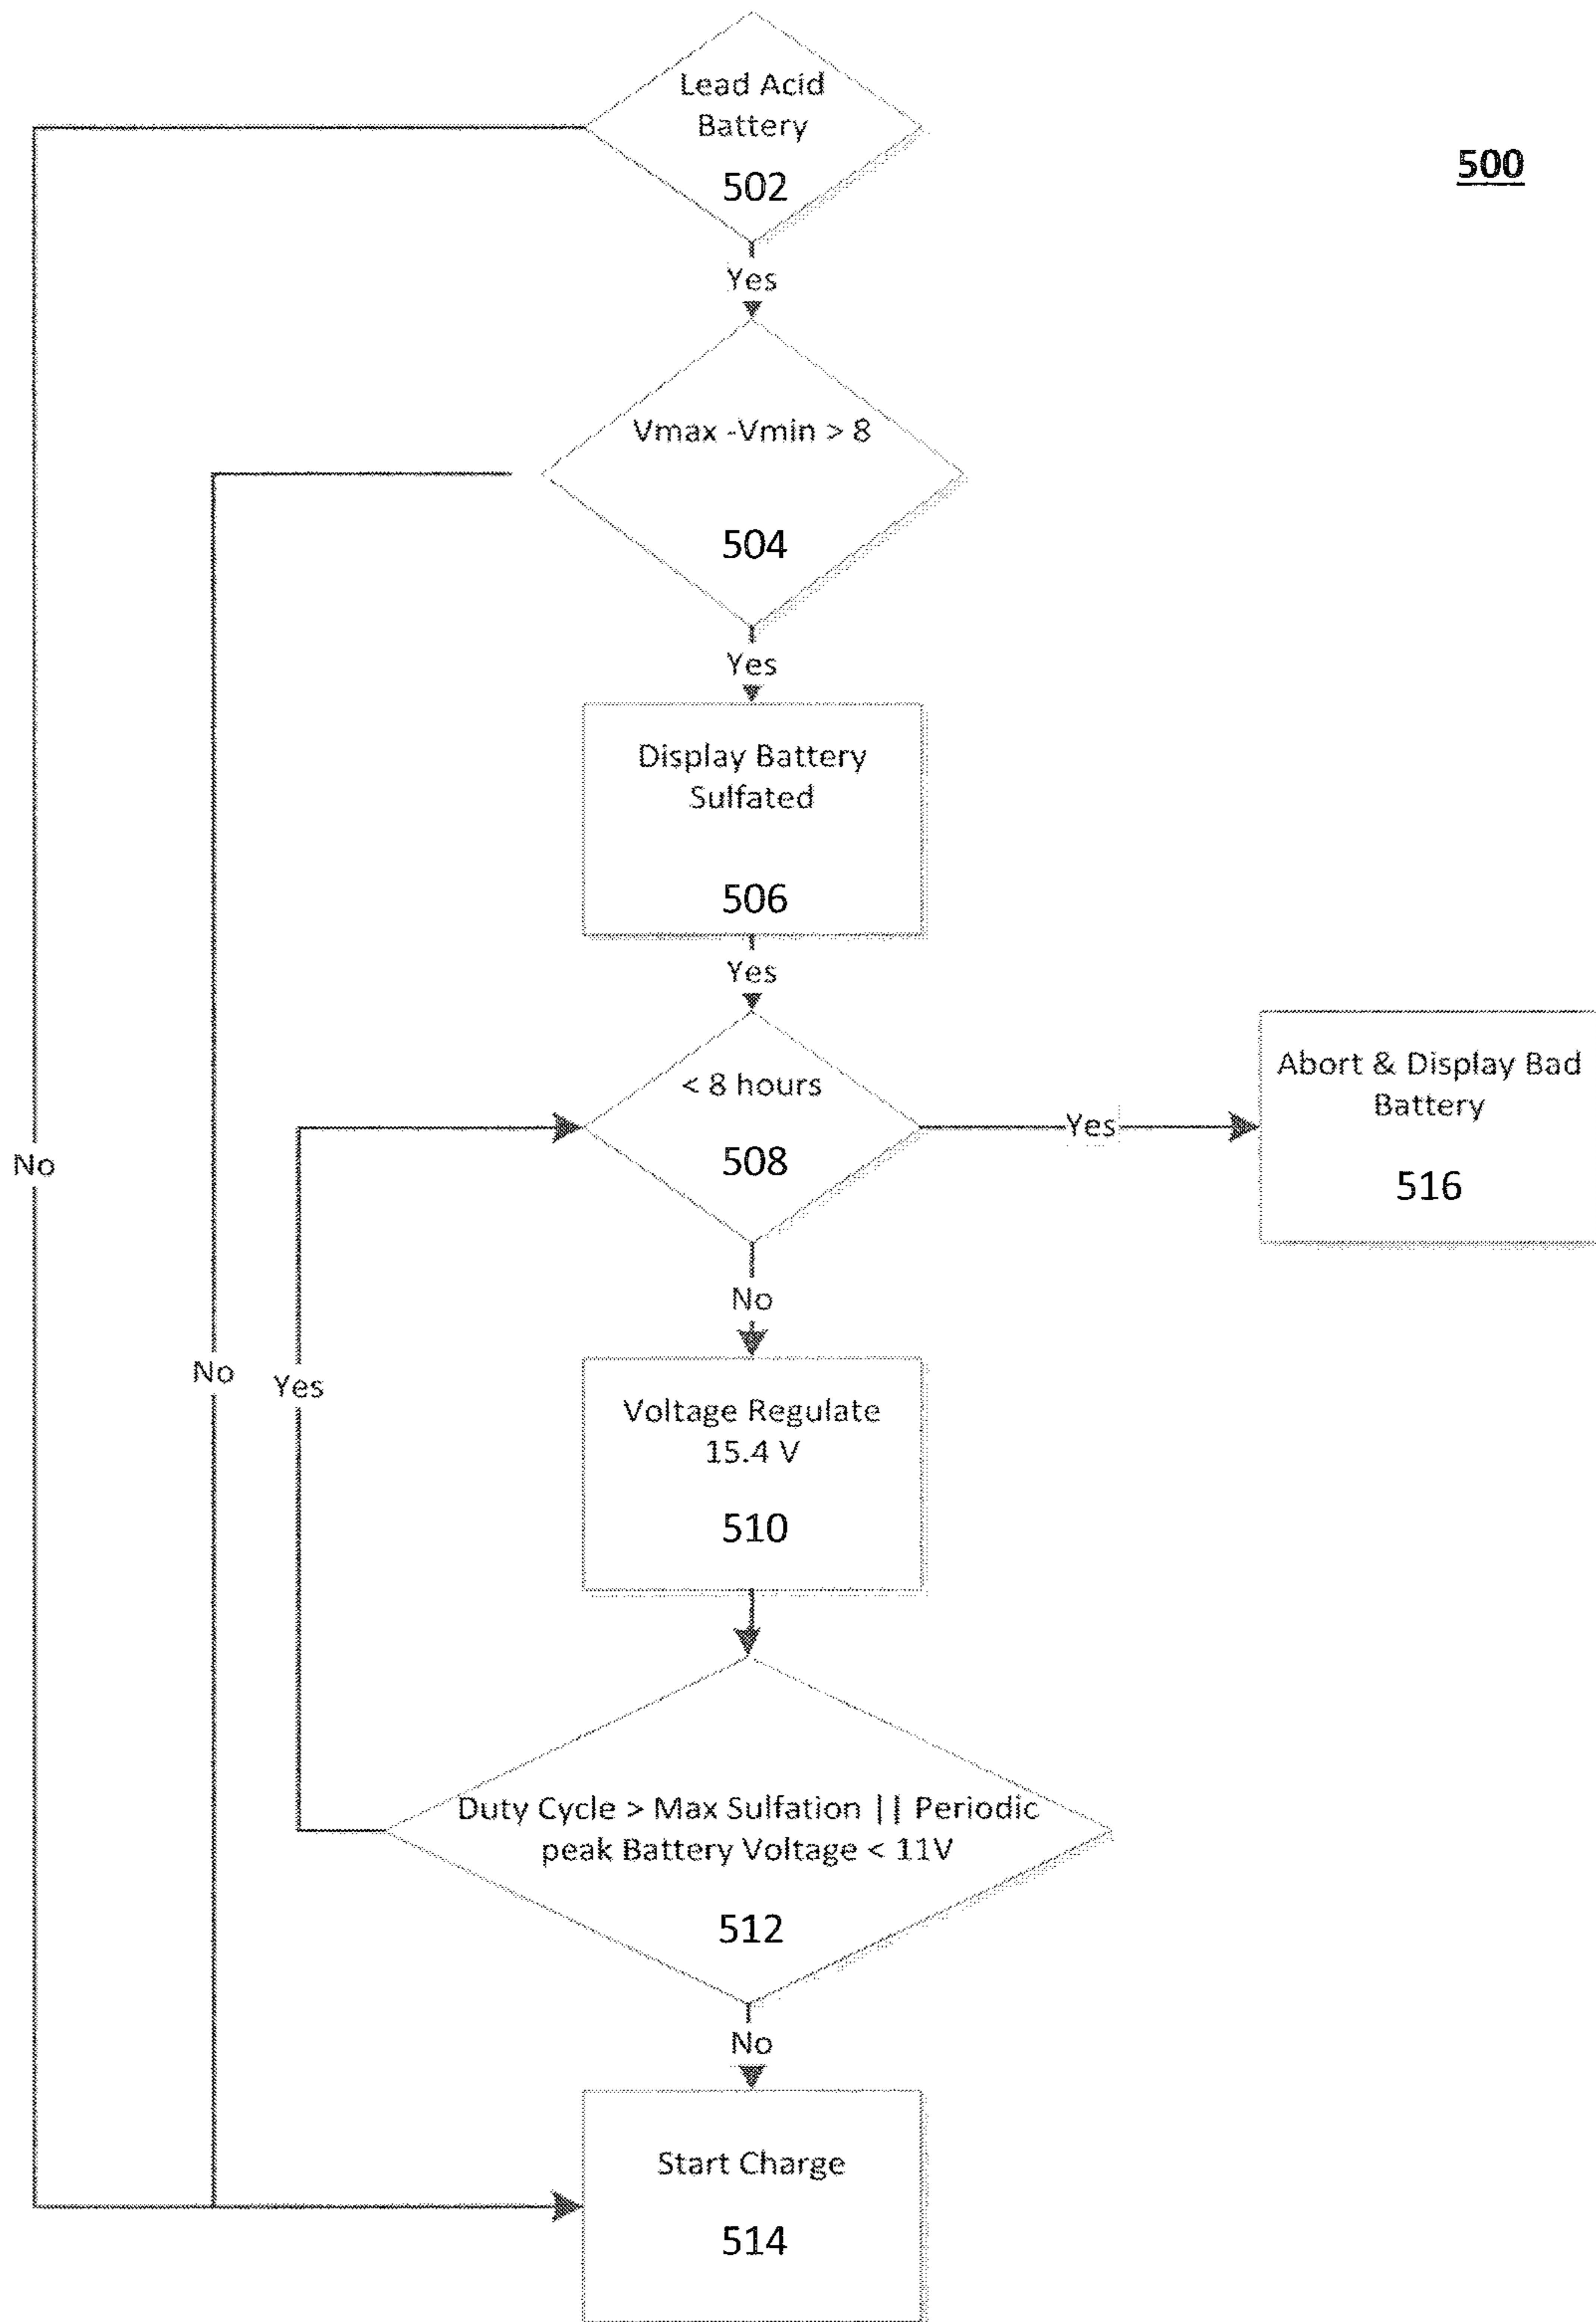 Lead Acid
Battery
502
500
Yes
Vmax -Vmin > 8
504
Yes
Display Battery
Sulfated
506
Yes
< 8 hours
508
Yes
Abort & Display Bad
Battery
516
No
No
No
Yes
Voltage Regulate
15.4 V
510
Duty Cycle > Max Sulfation || Periodic
peak Battery Voltage < 11V
512
No
Start Charge
514